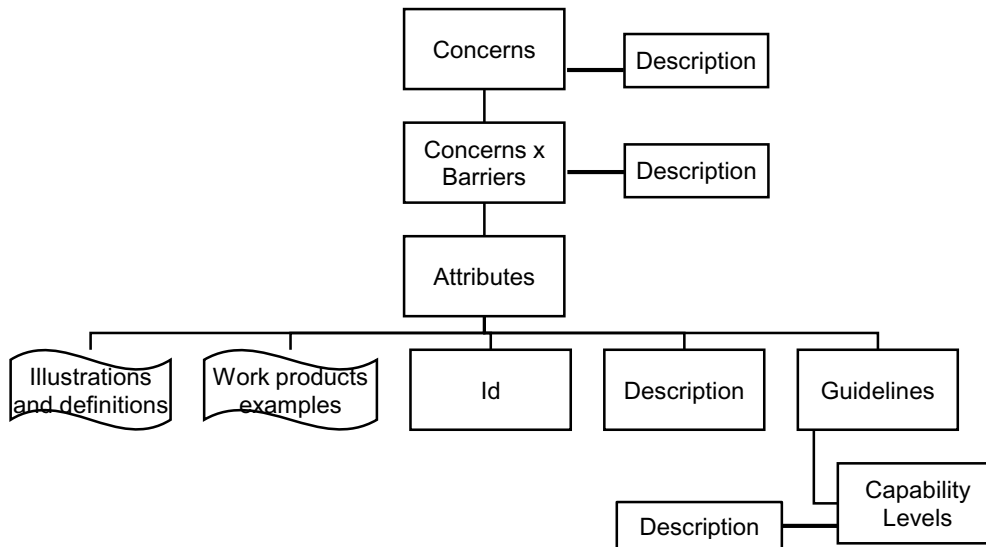 Concerns
Description
Concerns x
Barriers
Description
Attributes
Illustrations
and definitions
Work products
examples
Id
Description
Guidelines
Capability
Levels
Description